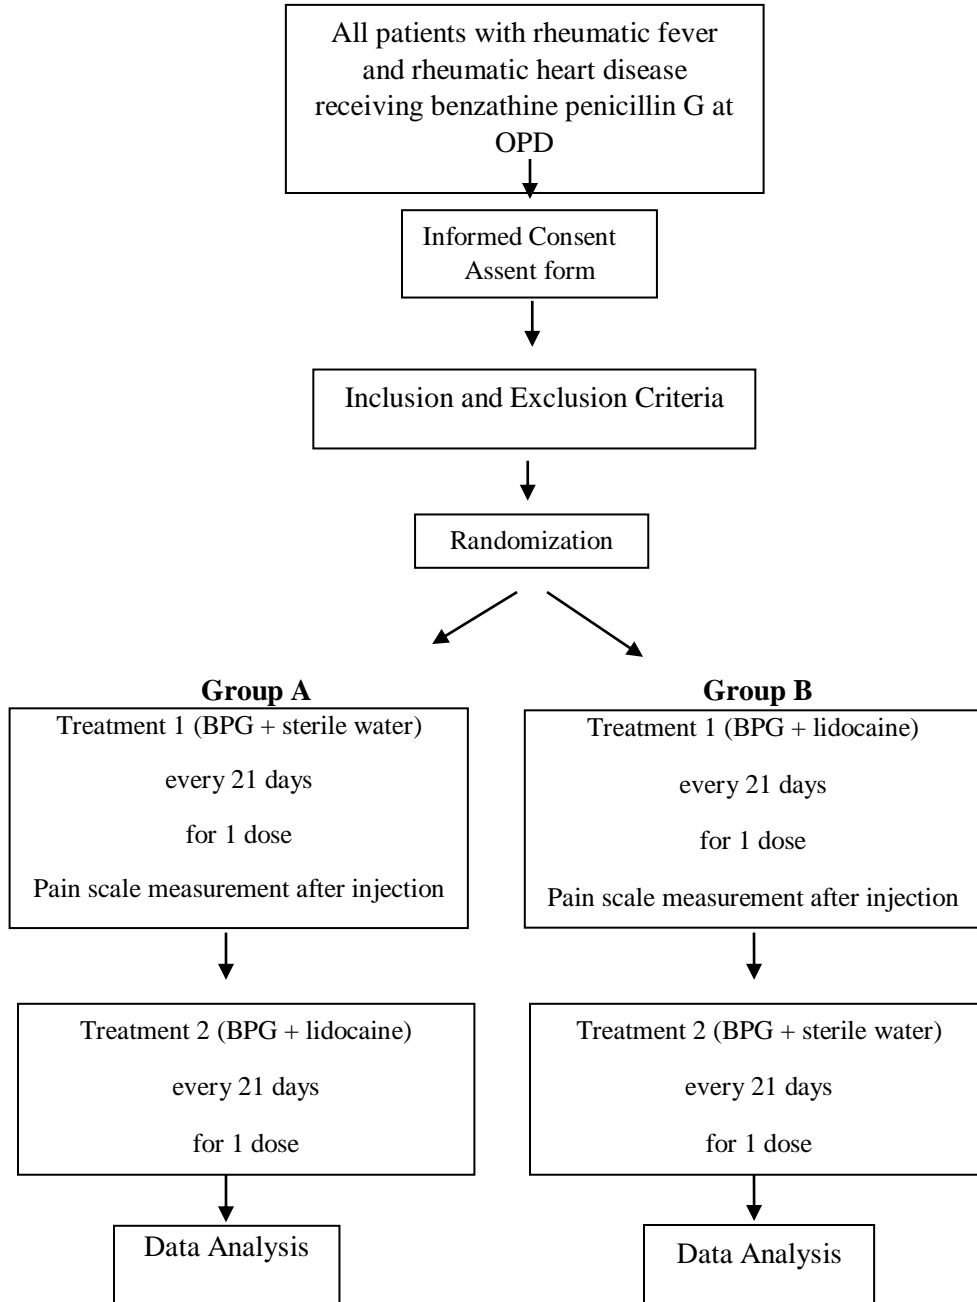 All patients with rheumatic fever
and rheumatic heart disease
receiving benzathine penicillin G at
OPD
Informed Consent
Assent form
Inclusion and Exclusion Criteria
Randomization
Group A
Treatment 1 (BPG + sterile water)
every 21 days
for 1 dose
Pain scale measurement after injection
Treatment 2 (BPG + lidocaine)
every 21 days
for 1 dose
Data Analysis
Group B
Treatment 1 (BPG + lidocaine)
every 21 days
for 1 dose
Pain scale measurement after injection
Treatment 2 (BPG + sterile water)
every 21 days
for 1 dose
Data Analysis